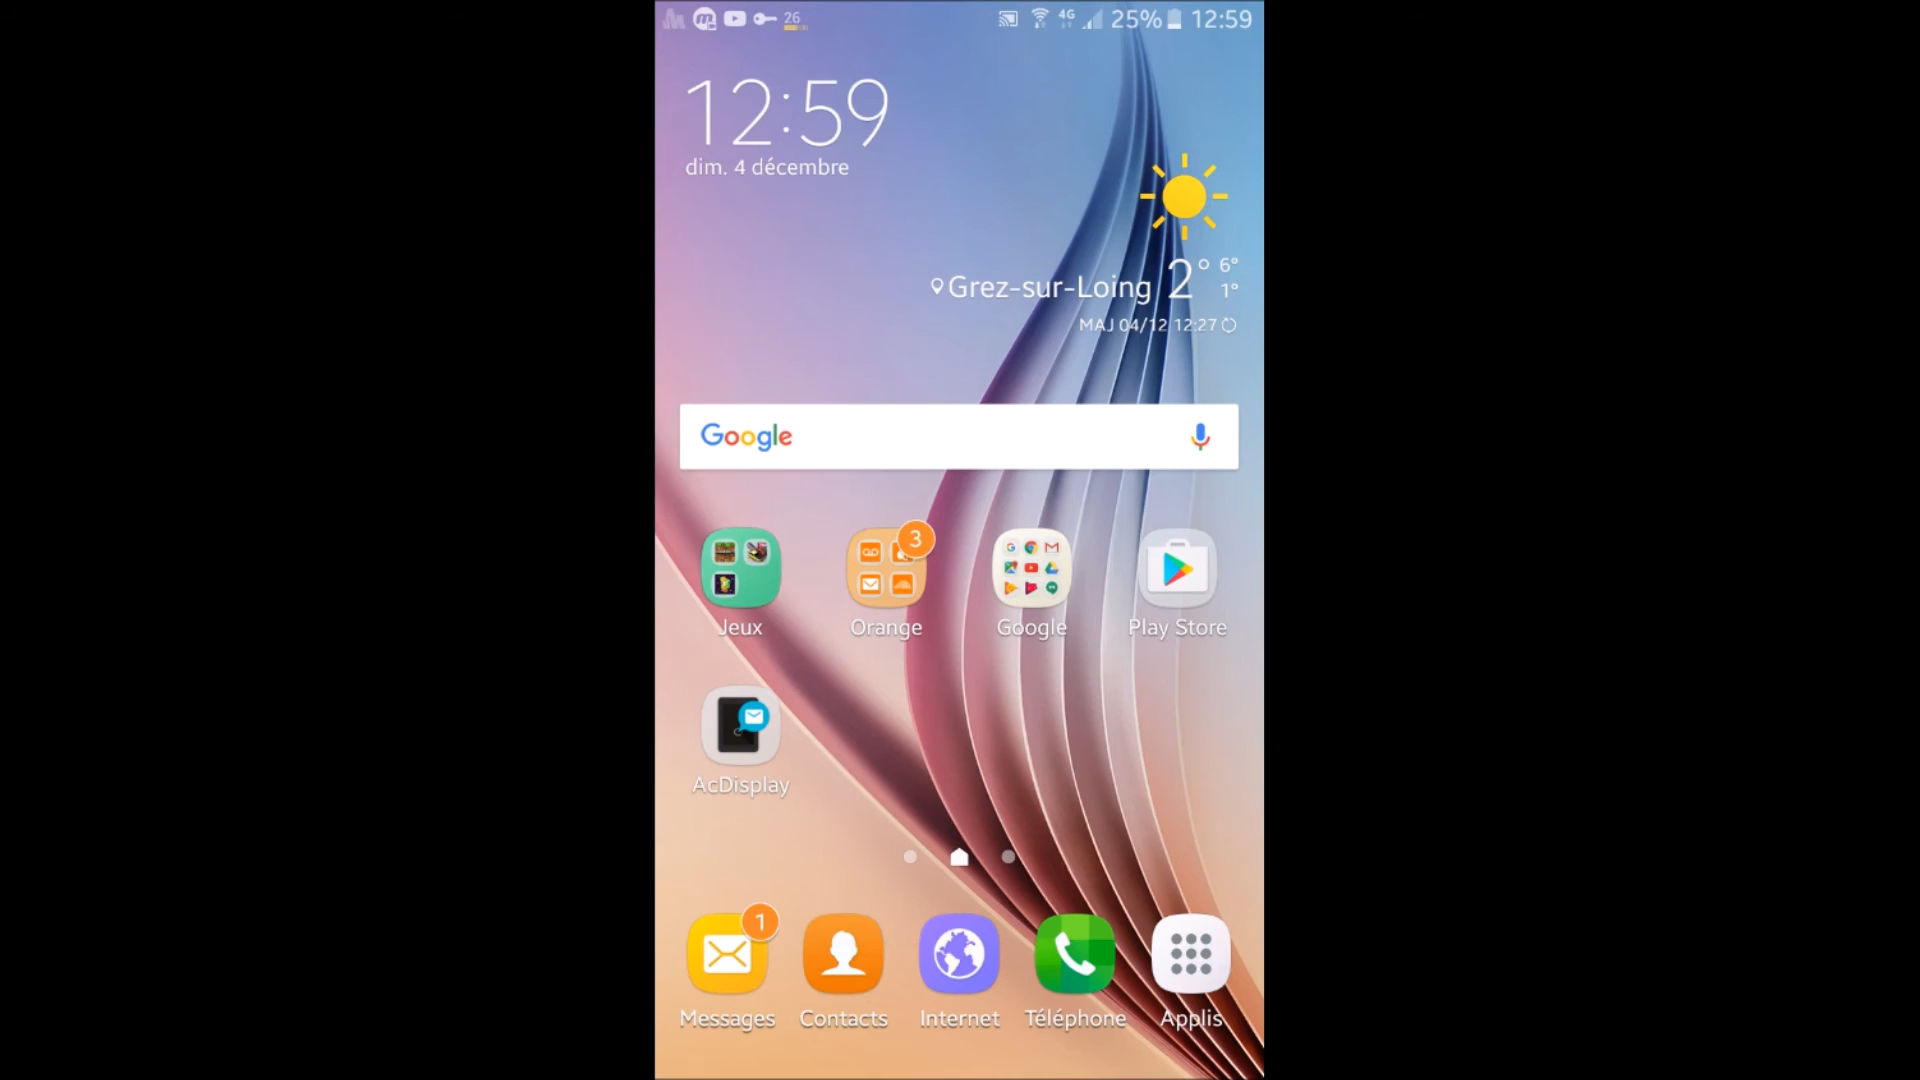 26 4G 25% 12:59
12:59
dim. 4 décembre
Grez-sur-Loing 2° 6°
1°
MAJ 04/12 12:27
Google
3
Jeux Orange Google Play Store
AcDisplay
1
Messages Contacts Internet Téléphone Applis